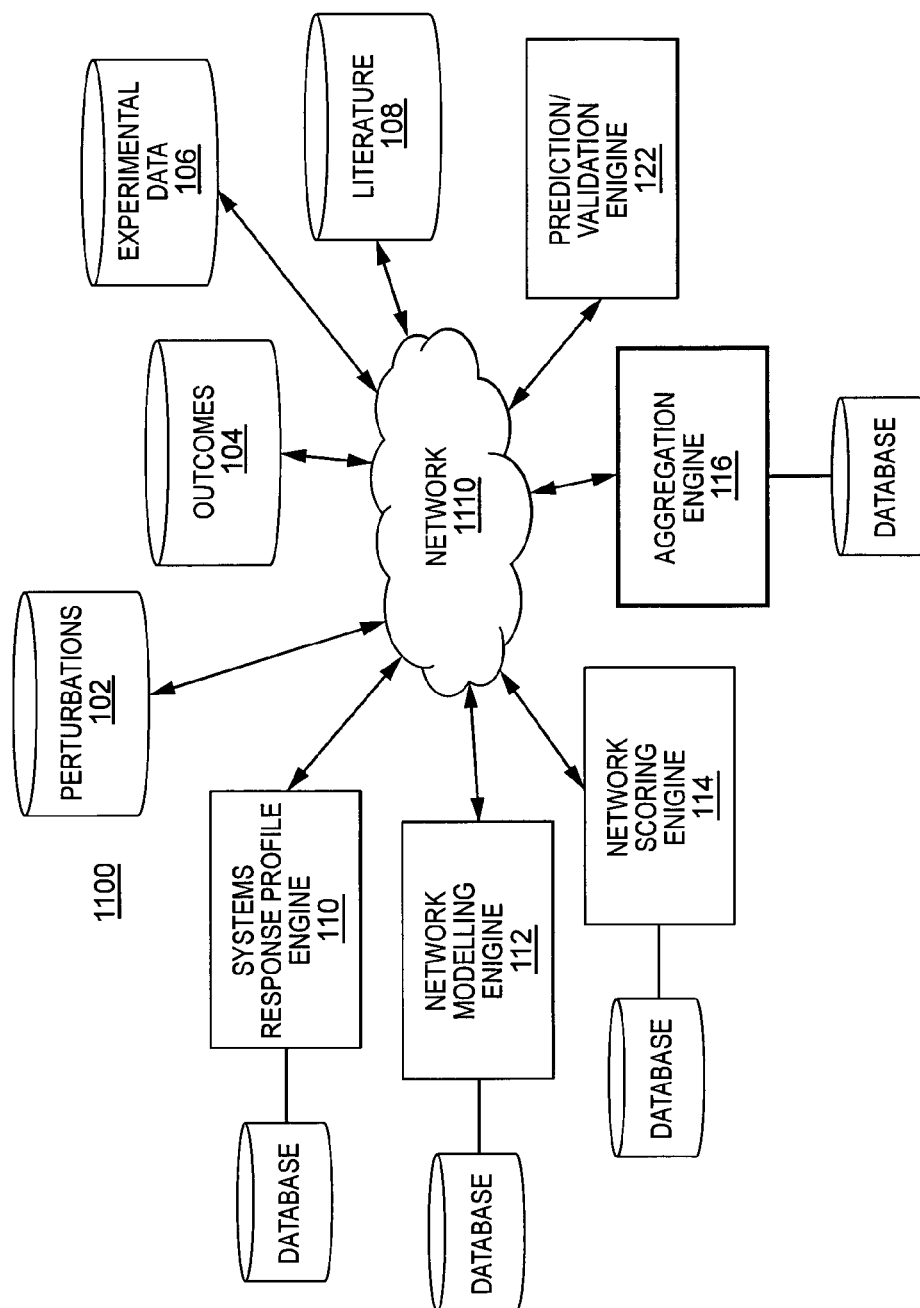 1100
PERTURBATIONS
102
OUTCOMES
104
EXPERIMENTAL
DATA
106
LITERATURE
108
SYSTEMS
RESPONSE PROFILE
ENGINE
110
NETWORK
1110
DATABASE
NETWORK
MODELLING
ENIGINE
112
DATABASE
NETWORK
SCORING
ENIGINE
114
DATABASE
AGGREGATION
ENGINE
116
DATABASE
PREDICTION/
VALIDATION
ENIGINE
122